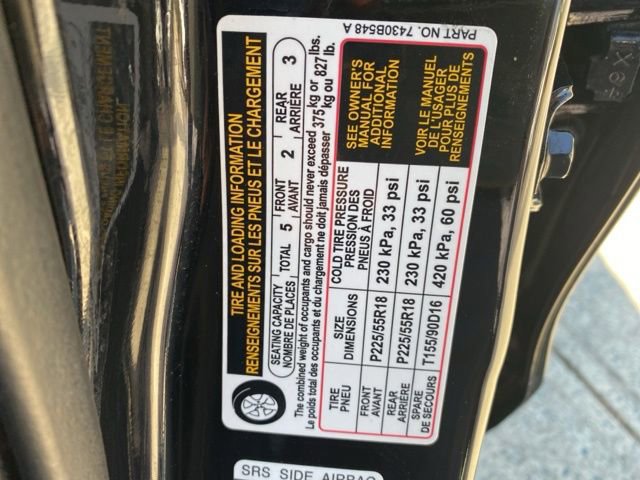 TIRE AND LOADING INFORMATION
RENSEIGNEMENTS SUR LES PNEUS ET LE CHARGEMENT
SEATING CAPACITY
NOMBRE DE PLACES
TOTAL 5
FRONT
AVANT
2
REAR
ARRIÈRE
3
The combined weight of occupants and cargo should never exceed 375 kg or 827 lbs.
Le poids total des occupants et du chargement ne doit jamais dépasser kg ou lb.
TIRE
PNEU
SIZE
DIMENSIONS
COLD TIRE PRESSURE
PRESSION DES
PNEUS À FROID
FRONT
AVANT
P225/55R18
230 kPa, 33 psi
REAR
ARRIÈRE
P225/55R18
230 kPa, 33 psi
SPARE
DE SECOURS
T155/90D16
420 kPa, 60 psi
SEE OWNER'S
MANUAL FOR
ADDITIONAL
INFORMATION
VOIR LE MANUEL
DE L'USAGER
POUR PLUS DE
RENSEIGNEMENTS
PART NO. 7430B548 A
SRS SIDE AIRBAG